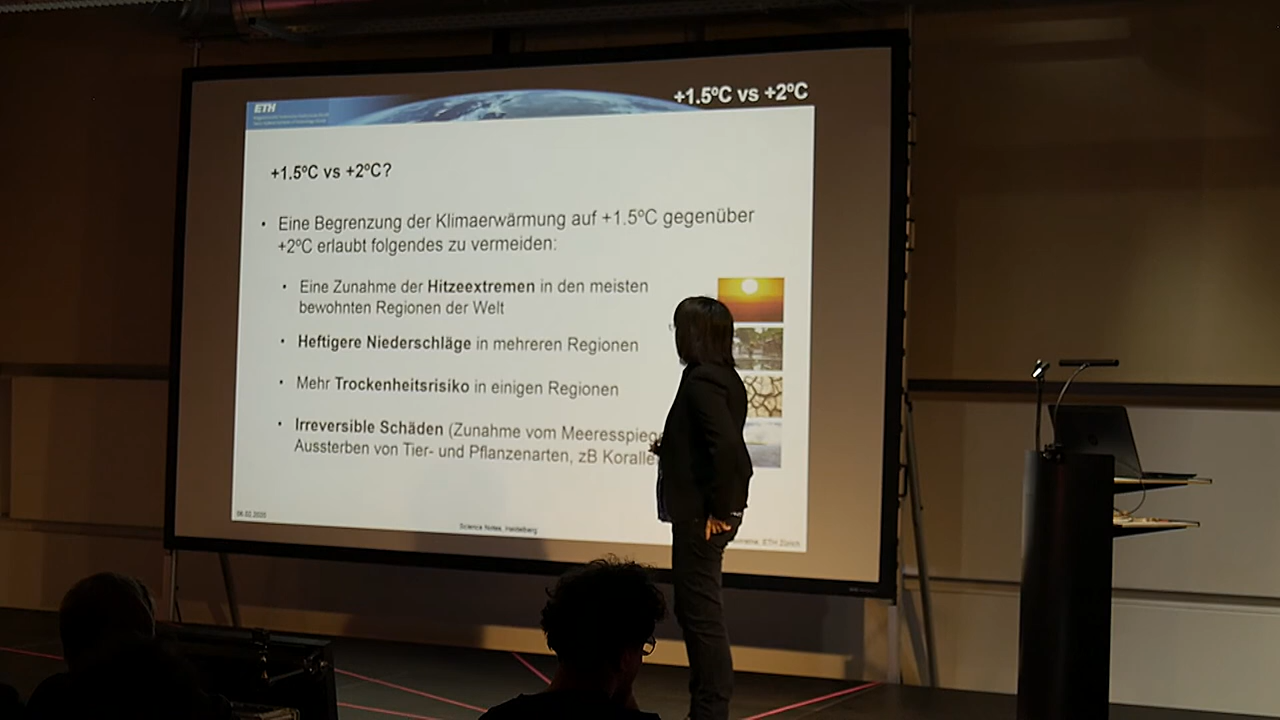 ETH
+1.5ºC vs +2ºC
+1.5ºC vs +2ºC?
• Eine Begrenzung der Klimaerwärmung auf +1.5ºC gegenüber
+2ºC erlaubt folgendes zu vermeiden:
• Eine Zunahme der Hitzeextremen in den meisten
bewohnten Regionen der Welt
• Heftigere Niederschläge in mehreren Regionen
• Mehr Trockenheitsrisiko in einigen Regionen
• Irreversible Schäden (Zunahme vom
Aussterben von Tier- und Pflanzenarten, zB
06.02.2020
Science Notes, Heidelberg
ETH Zürich